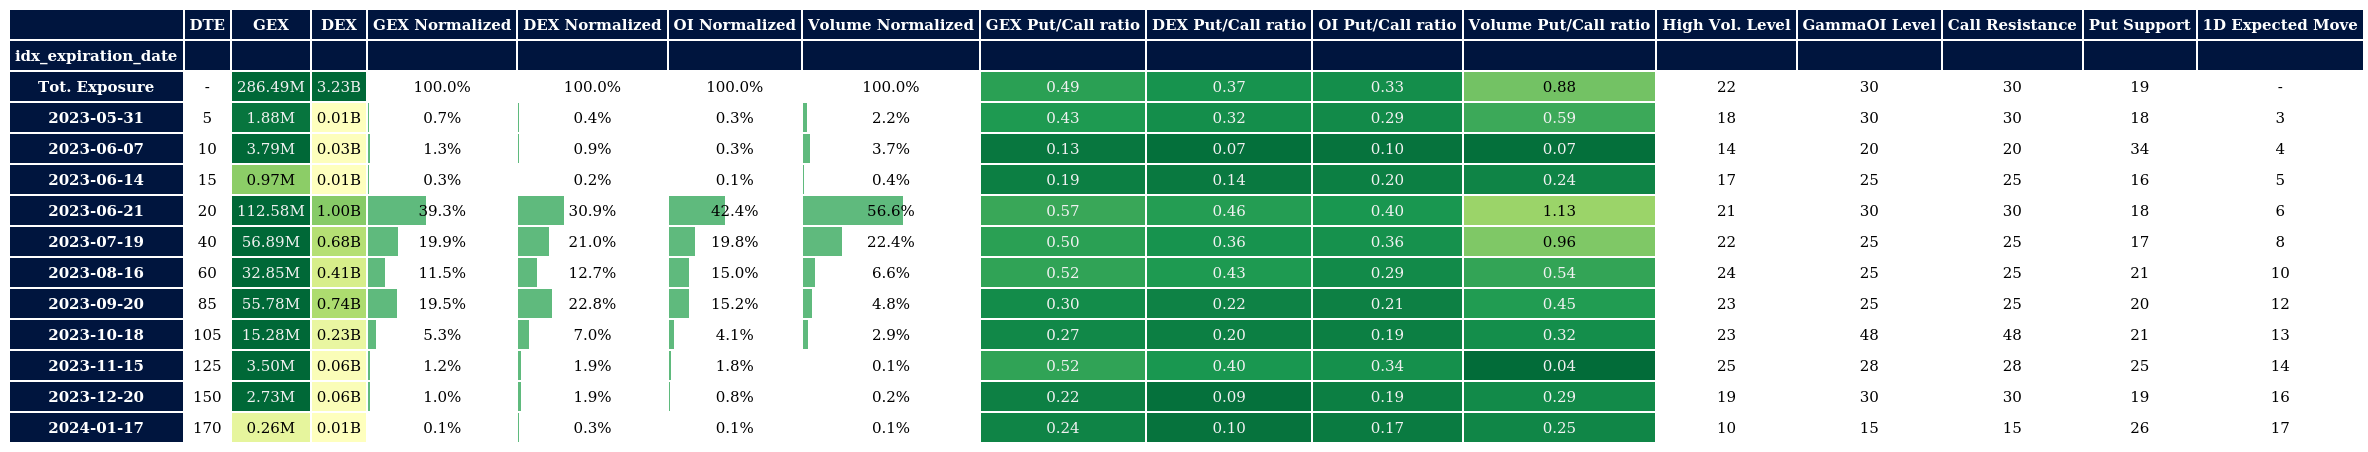 DTE GEX DEX GEX Normalized DEX Normalized OI Normalized Volume Normalized GEX Put/Call ratio DEX Put/Call ratio OI Put/Call ratio Volume Put/Call ratio High Vol. Level GammaOI Level Call Resistance Put Support 1D Expected Move
idx_expiration_date
Tot. Exposure - 286.49M 3.23B 100.0% 100.0% 100.0% 100.0% 0.49 0.37 0.33 0.88 22 30 30 19 -
2023-05-31 5 1.88M 0.01B 0.7% 0.4% 0.3% 2.2% 0.43 0.32 0.29 0.59 18 30 30 18 3
2023-06-07 10 3.79M 0.03B 1.3% 0.9% 0.3% 3.7% 0.13 0.07 0.10 0.07 14 20 20 34 4
2023-06-14 15 0.97M 0.01B 0.3% 0.2% 0.1% 0.4% 0.19 0.14 0.20 0.24 17 25 25 16 5
2023-06-21 20 112.58M 1.00B 39.3% 30.9% 42.4% 56.6% 0.57 0.46 0.40 1.13 21 30 30 18 6
2023-07-19 40 56.89M 0.68B 19.9% 21.0% 19.8% 22.4% 0.50 0.36 0.36 0.96 22 25 25 17 8
2023-08-16 60 32.85M 0.41B 11.5% 12.7% 15.0% 6.6% 0.52 0.43 0.29 0.54 24 25 25 21 10
2023-09-20 85 55.78M 0.74B 19.5% 22.8% 15.2% 4.8% 0.30 0.22 0.21 0.45 23 25 25 20 12
2023-10-18 105 15.28M 0.23B 5.3% 7.0% 4.1% 2.9% 0.27 0.20 0.19 0.32 23 48 48 21 13
2023-11-15 125 3.50M 0.06B 1.2% 1.9% 1.8% 0.1% 0.52 0.40 0.34 0.04 25 28 28 25 14
2023-12-20 150 2.73M 0.06B 1.0% 1.9% 0.8% 0.2% 0.22 0.09 0.19 0.29 19 30 30 19 16
2024-01-17 170 0.26M 0.01B 0.1% 0.3% 0.1% 0.1% 0.24 0.10 0.17 0.25 10 15 15 26 17